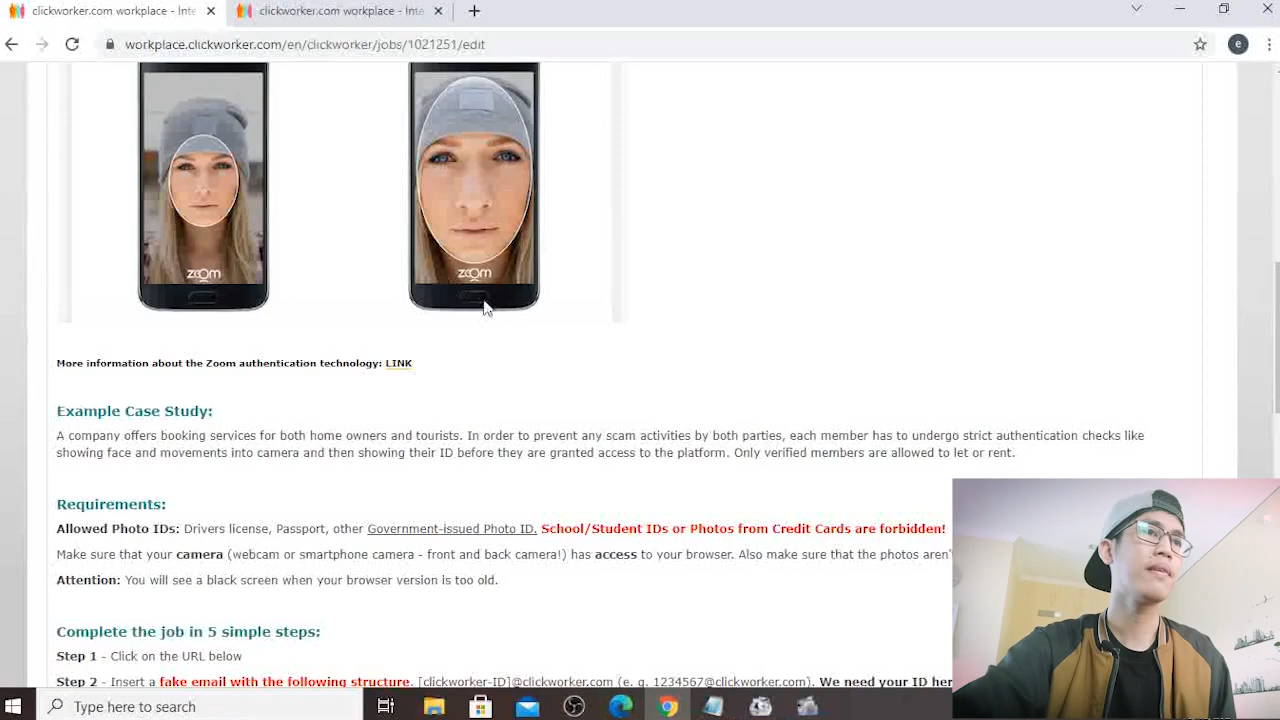 clickworker.com workplace - Inte
clickworker.com workplace - Inte
workplace.clickworker.com/en/clickworker/jobs/1021251/edit
e
zoom
zoom
More information about the Zoom authentication technology: LINK
Example Case Study:
A company offers booking services for both home owners and tourists. In order to prevent any scam activities by both parties, each member has to undergo strict authentication checks like
showing face and movements into camera and then showing their ID before they are granted access to the platform. Only verified members are allowed to let or rent.
Requirements:
Allowed Photo IDs: Drivers license, Passport, other Government-issued Photo ID. School/Student IDs or Photos from Credit Cards are forbidden!
Make sure that your camera (webcam or smartphone camera - front and back camera!) has access to your browser. Also make sure that the photos aren'
Attention: You will see a black screen when your browser version is too old.
Complete the job in 5 simple steps:
Step 1 - Click on the URL below
Step 2 - Insert a fake email with the following structure. [clickworker-ID]@clickworker.com (e. g. 1234567@clickworker.com). We need your ID her
Type here to search